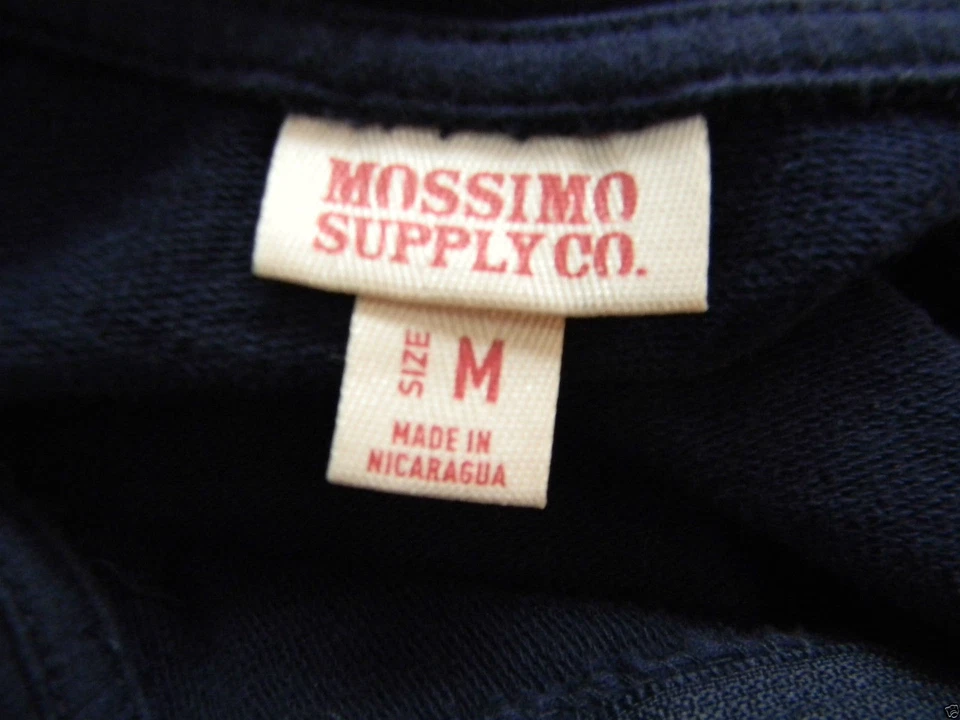 MOSSIMO
SUPPLY CO.
SIZE M
MADE IN
NICARAGUA